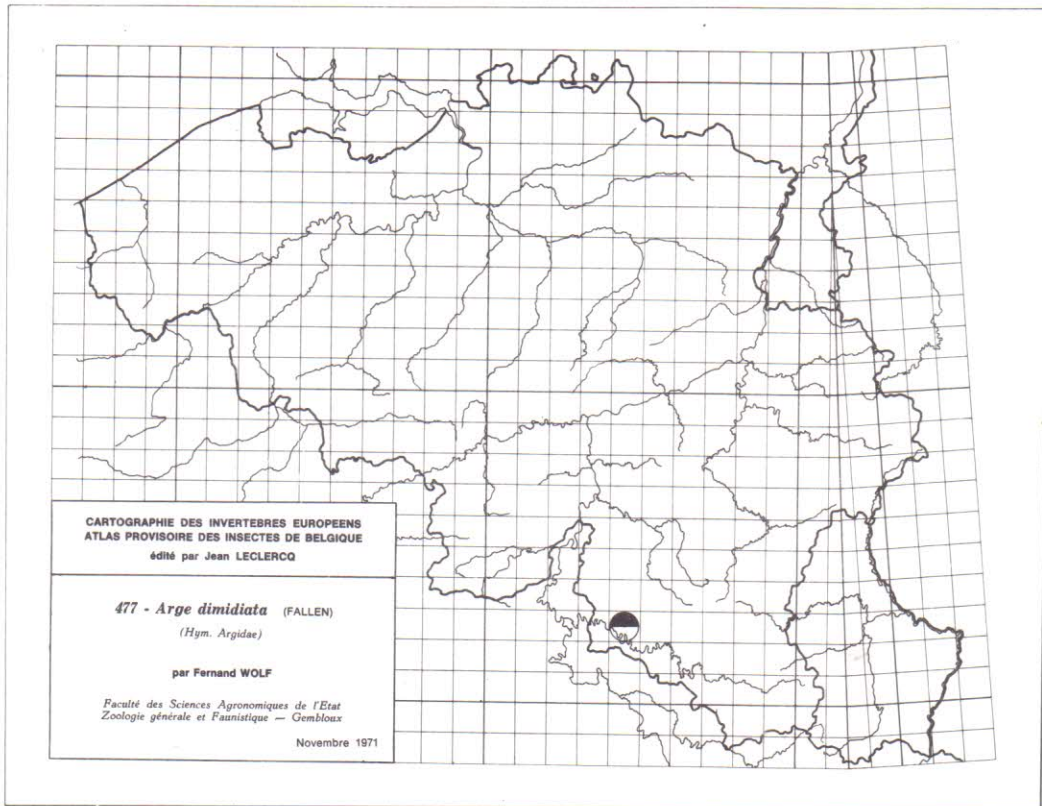 CARTOGRAPHIE DES INVERTEBRES EUROPEENS
ATLAS PROVISOIRE DES INSECTES DE BELGIQUE
édité par Jean LECLERCQ
477 - Arge dimidiata (FALLEN)
(Hym. Argidae)
par Fernand WOLF
Faculté des Sciences Agronomiques de l'Etat
Zoologie générale et Faunistique — Gembloux
Novembre 1971